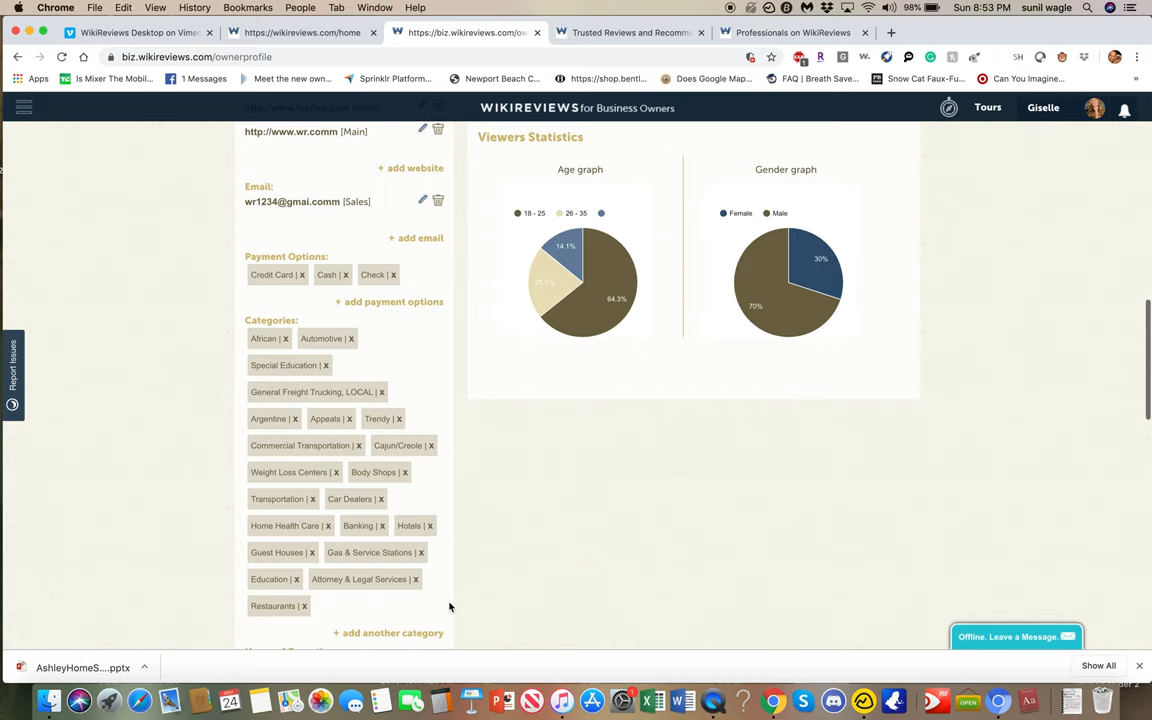 Chrome File Edit View History Bookmarks People Tab Window Help 98% Sun 8:53 PM sunil wagle
WikiReviews Desktop on Vime × https://wikireviews.com/home × https://biz.wikireviews.com/ow × Trusted Reviews and Recomm × Professionals on WikiReviews × +
biz.wikireviews.com/ownerprofile
Apps Is Mixer The Mobil... 1 Messages Meet the new own... Sprinklr Platform... Newport Beach C... https://shop.bentl... Does Google Map... FAQ | Breath Save... Snow Cat Faux-Fu... Can You Imagine... »
WIKIREVIEWS for Business Owners Tours Giselle
http://www.wr.comm [Main]
+ add website
Email:
wr1234@gmai.comm [Sales]
+ add email
Payment Options:
Credit Card | x Cash | x Check | x
+ add payment options
Categories:
African | x Automotive | x
Special Education | x
General Freight Trucking, LOCAL | x
Argentine | x Appeals | x Trendy | x
Commercial Transportation | x Cajun/Creole | x
Weight Loss Centers | x Body Shops | x
Transportation | x Car Dealers | x
Home Health Care | x Banking | x Hotels | x
Guest Houses | x Gas & Service Stations | x
Education | x Attorney & Legal Services | x
Restaurants | x
+ add another category
Viewers Statistics
Age graph Gender graph
18 - 25 26 - 35 Female Male
14.1% 64.3%
30% 70%
Report Issues
Offline. Leave a Message.
AshleyHomeS....pptx Show All ×
NOV
24
OPEN